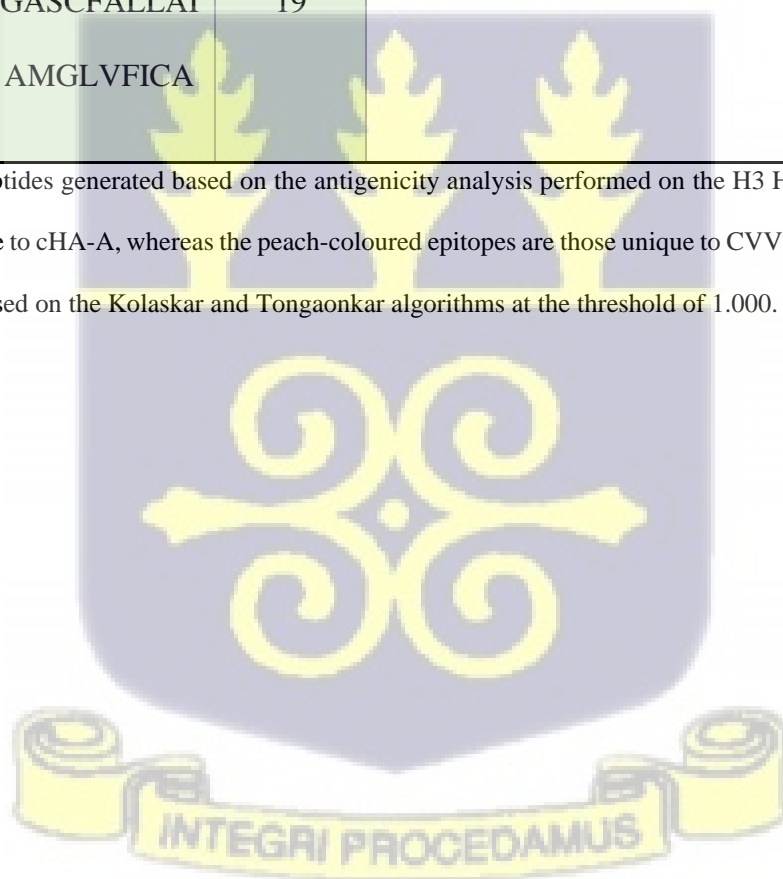 GASCFALLAI 19
AMGLVFICA
tides generated based on the antigenicity analysis performed on the H3 H
to cHA-A, whereas the peach-coloured epitopes are those unique to CVV
sed on the Kolaskar and Tongaonkar algorithms at the threshold of 1.000.
INTEGRI PROCEDAMUS